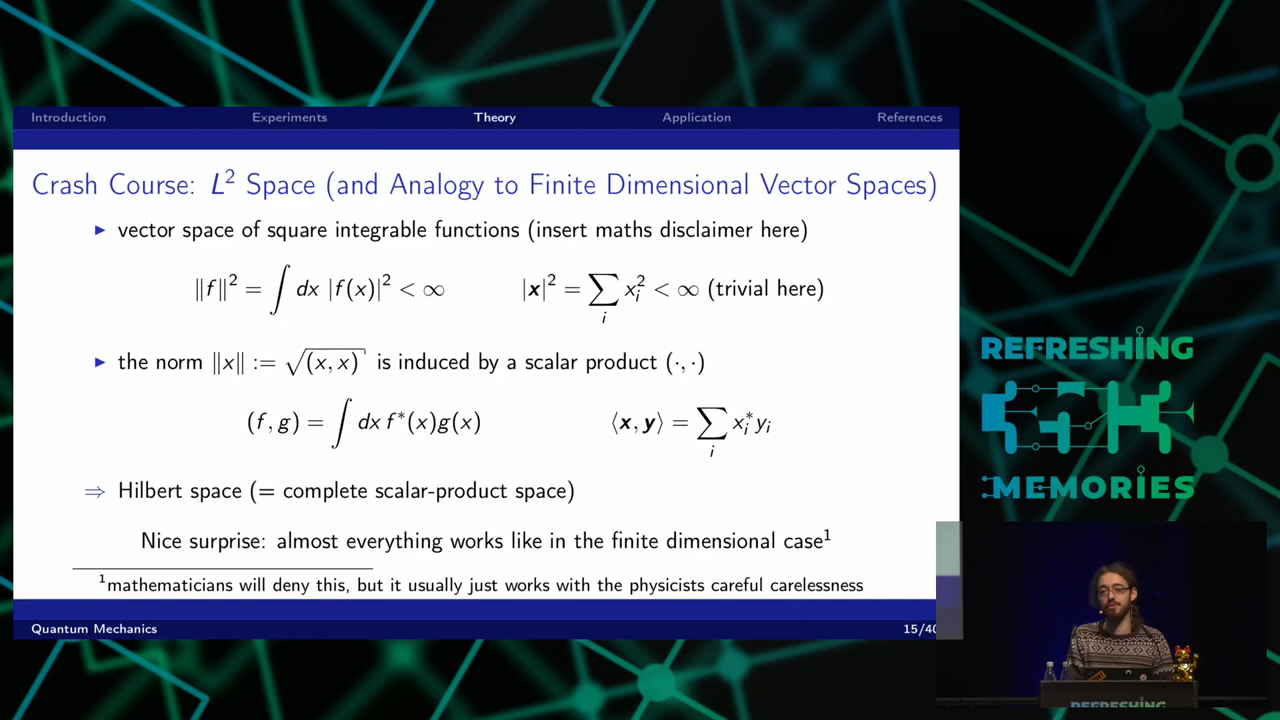 Introduction Experiments Theory Application References
Crash Course: L² Space (and Analogy to Finite Dimensional Vector Spaces)
▶ vector space of square integrable functions (insert maths disclaimer here)
‖f‖² = ∫ dx |f(x)|² < ∞ |x|² = ∑ᵢ xᵢ² < ∞ (trivial here)
▶ the norm ‖x‖ := √(x, x) is induced by a scalar product (·, ·)
(f, g) = ∫ dx f*(x)g(x) ⟨x, y⟩ = ∑ᵢ xᵢ* yᵢ
⇒ Hilbert space (= complete scalar-product space)
Nice surprise: almost everything works like in the finite dimensional case¹
¹mathematicians will deny this, but it usually just works with the physicists careful carelessness
Quantum Mechanics 15/40
REFRESHING
MEMORIES
REFRESHING